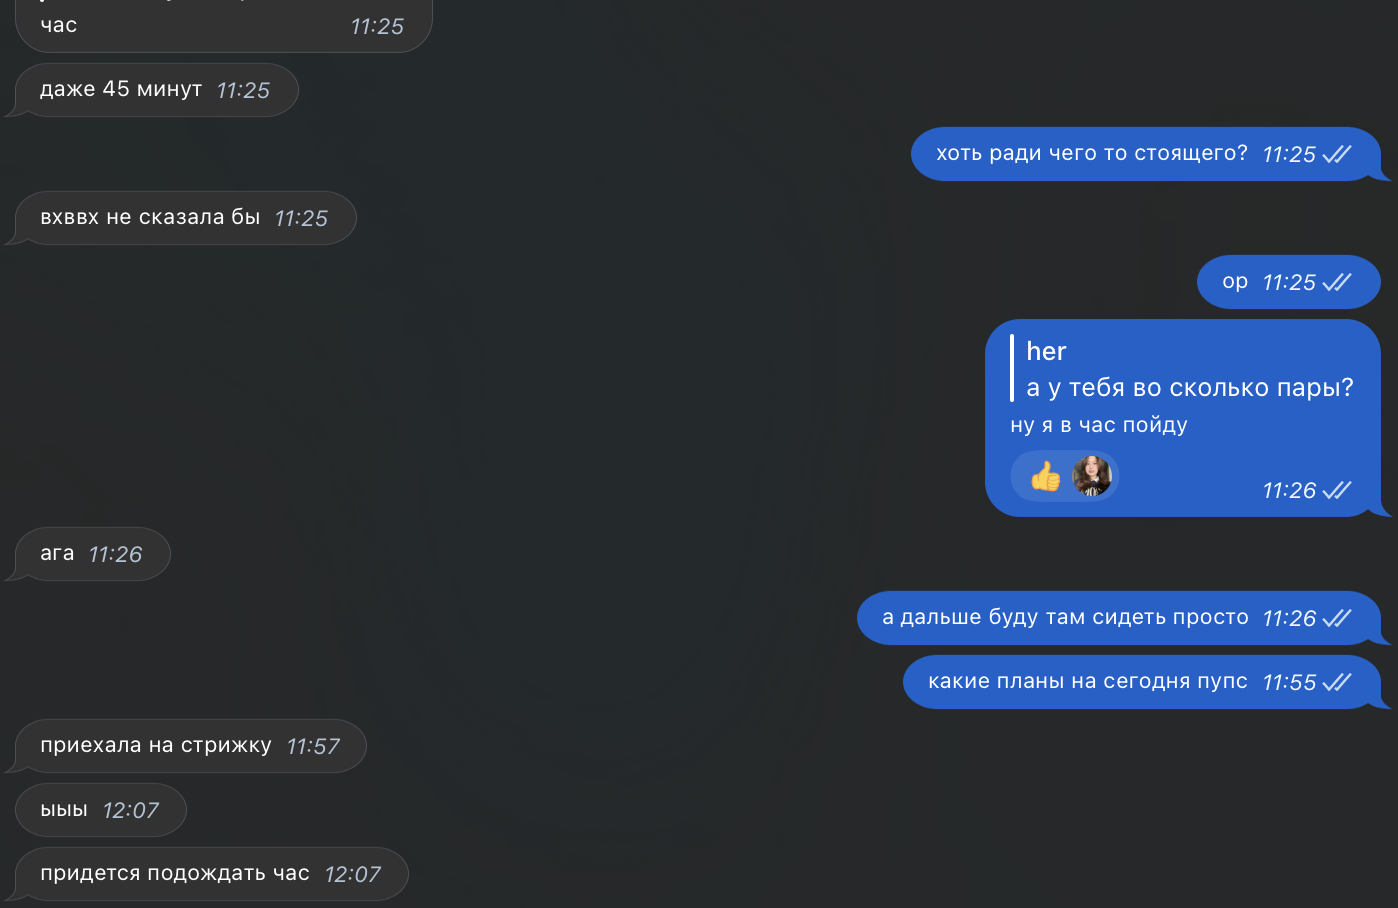 час 11:25
даже 45 минут 11:25
хоть ради чего то стоящего? 11:25
вхввх не сказала бы 11:25
ор 11:25
her
а у тебя во сколько пары?
ну я в час пойду
11:26
ага 11:26
а дальше буду там сидеть просто 11:26
какие планы на сегодня пупс 11:55
приехала на стрижку 11:57
ыыы 12:07
придется подождать час 12:07